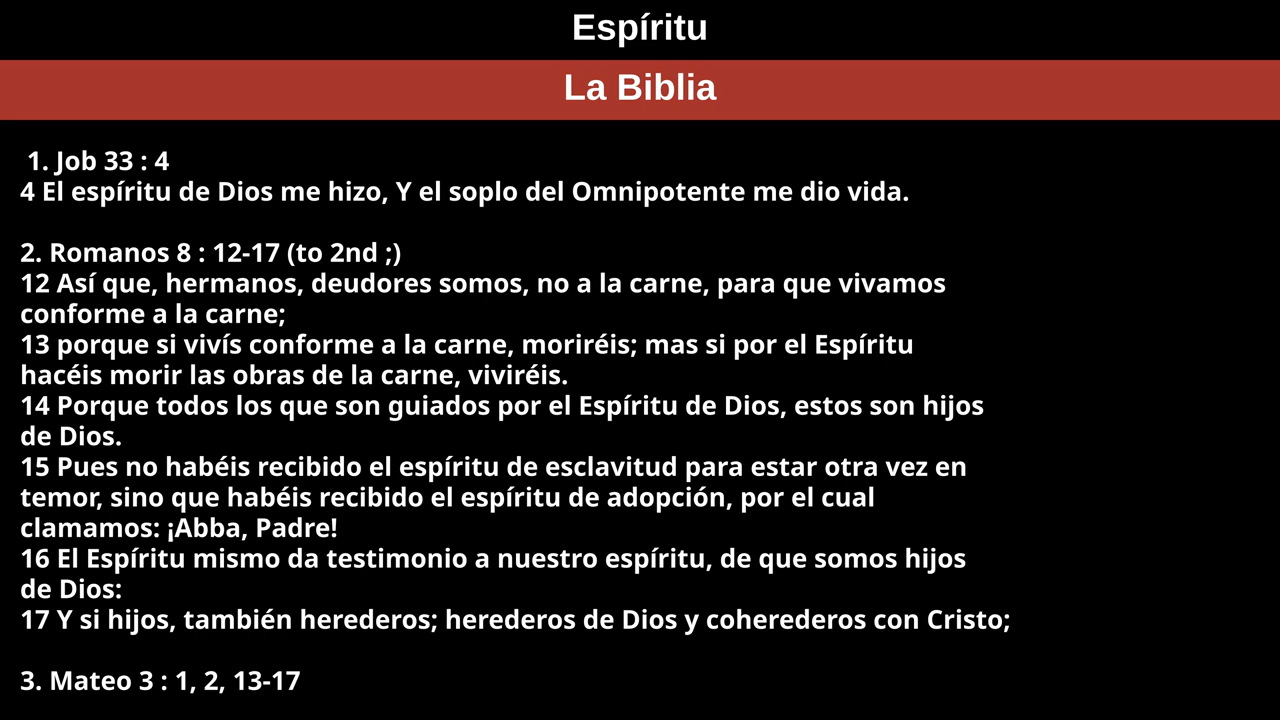 Espíritu
La Biblia
1. Job 33 : 4
4 El espíritu de Dios me hizo, Y el soplo del Omnipotente me dio vida.
2. Romanos 8 : 12-17 (to 2nd ;)
12 Así que, hermanos, deudores somos, no a la carne, para que vivamos
conforme a la carne;
13 porque si vivís conforme a la carne, moriréis; mas si por el Espíritu
hacéis morir las obras de la carne, viviréis.
14 Porque todos los que son guiados por el Espíritu de Dios, estos son hijos
de Dios.
15 Pues no habéis recibido el espíritu de esclavitud para estar otra vez en
temor, sino que habéis recibido el espíritu de adopción, por el cual
clamamos: ¡Abba, Padre!
16 El Espíritu mismo da testimonio a nuestro espíritu, de que somos hijos
de Dios:
17 Y si hijos, también herederos; herederos de Dios y coherederos con Cristo;
3. Mateo 3 : 1, 2, 13-17